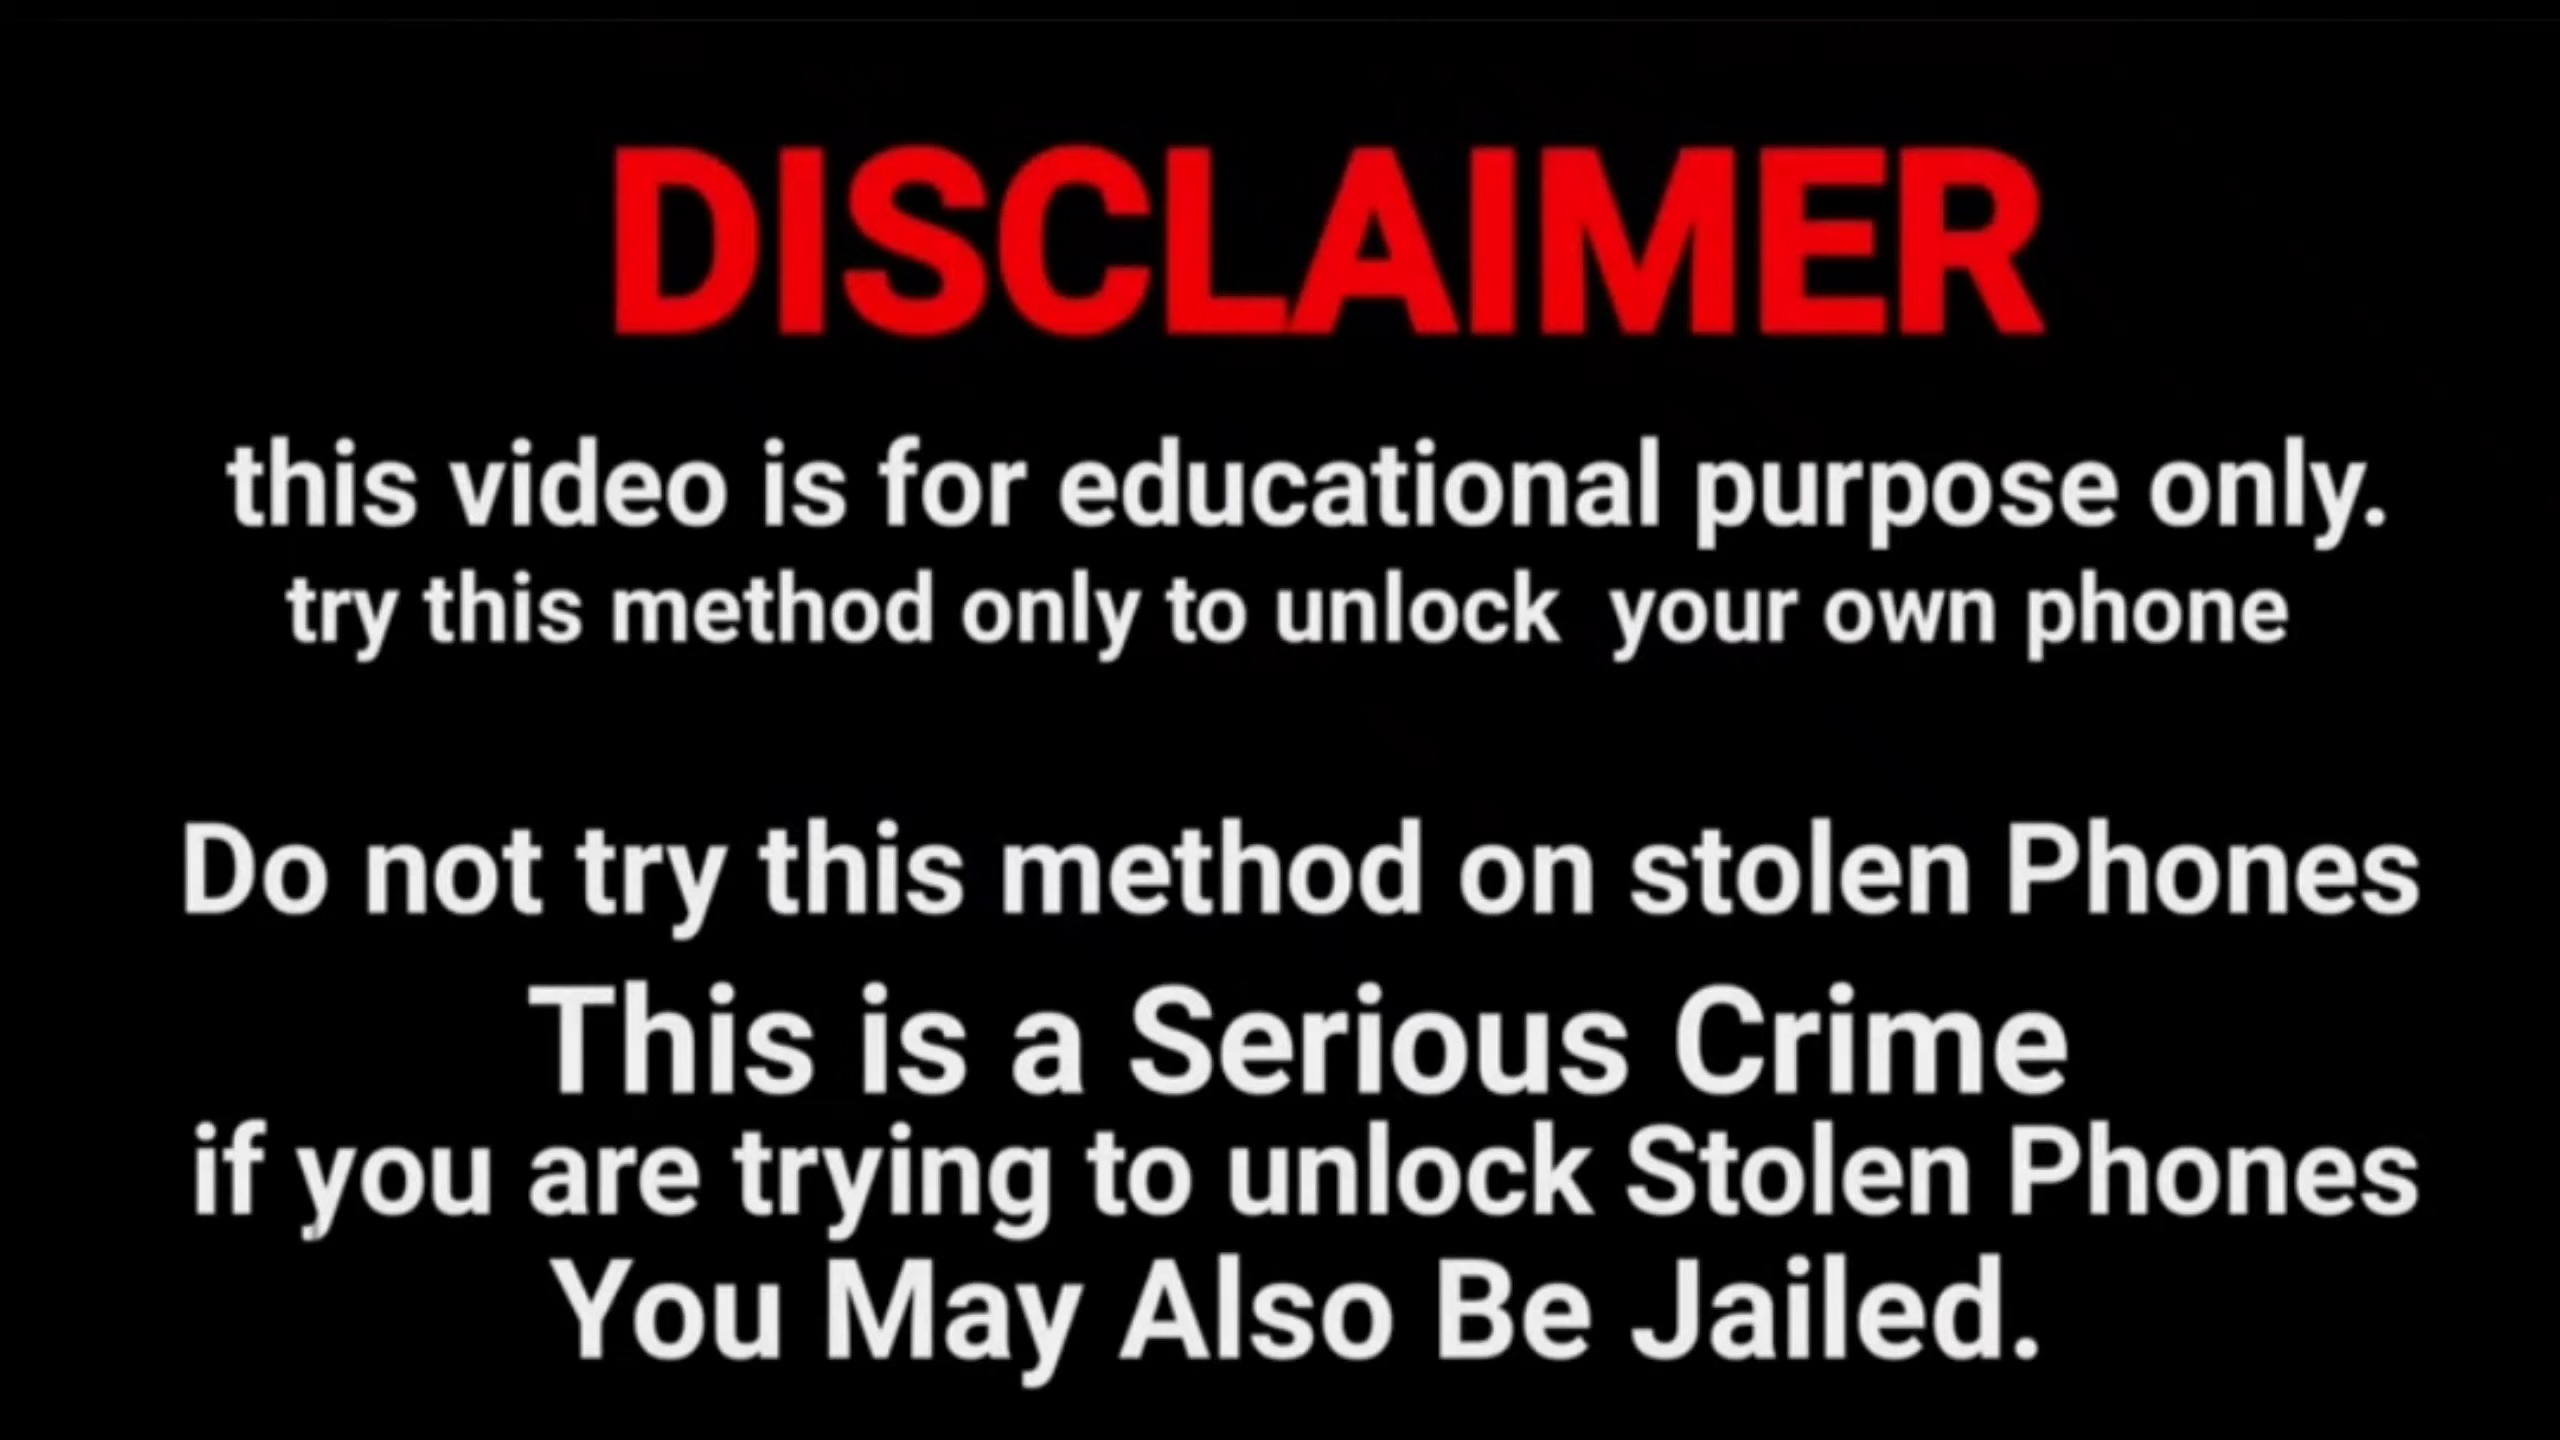 DISCLAIMER
this video is for educational purpose only.
try this method only to unlock  your own phone
Do not try this method on stolen Phones
This is a Serious Crime
if you are trying to unlock Stolen Phones
You May Also Be Jailed.